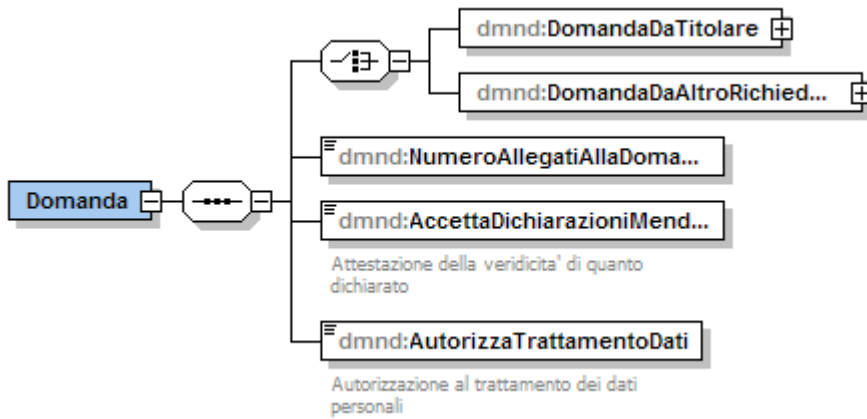 dmnd:DomandaDaTitolare
dmnd:DomandaDaAltroRichied...
dmnd:NumeroAllegatiAllaDoma...
Domanda
dmnd:AccettaDichiarazioniMend...
Attestazione della veridicita' di quanto
dichiarato
dmnd:AutorizzaTrattamentoDati
Autorizzazione al trattamento dei dati
personali